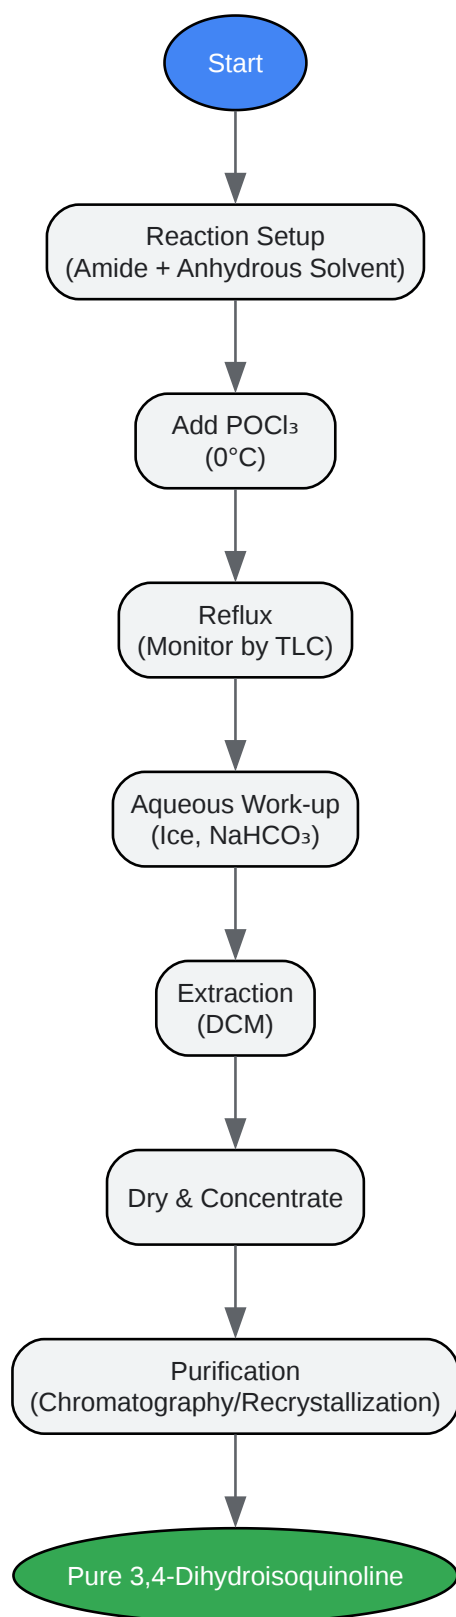 Start
Reaction Setup
(Amide + Anhydrous Solvent)
Add POCl₃
(0°C)
Reflux
(Monitor by TLC)
Aqueous Work-up
(Ice, NaHCO₃)
Extraction
(DCM)
Dry & Concentrate
Purification
(Chromatography/Recrystallization)
Pure 3,4-Dihydroisoquinoline